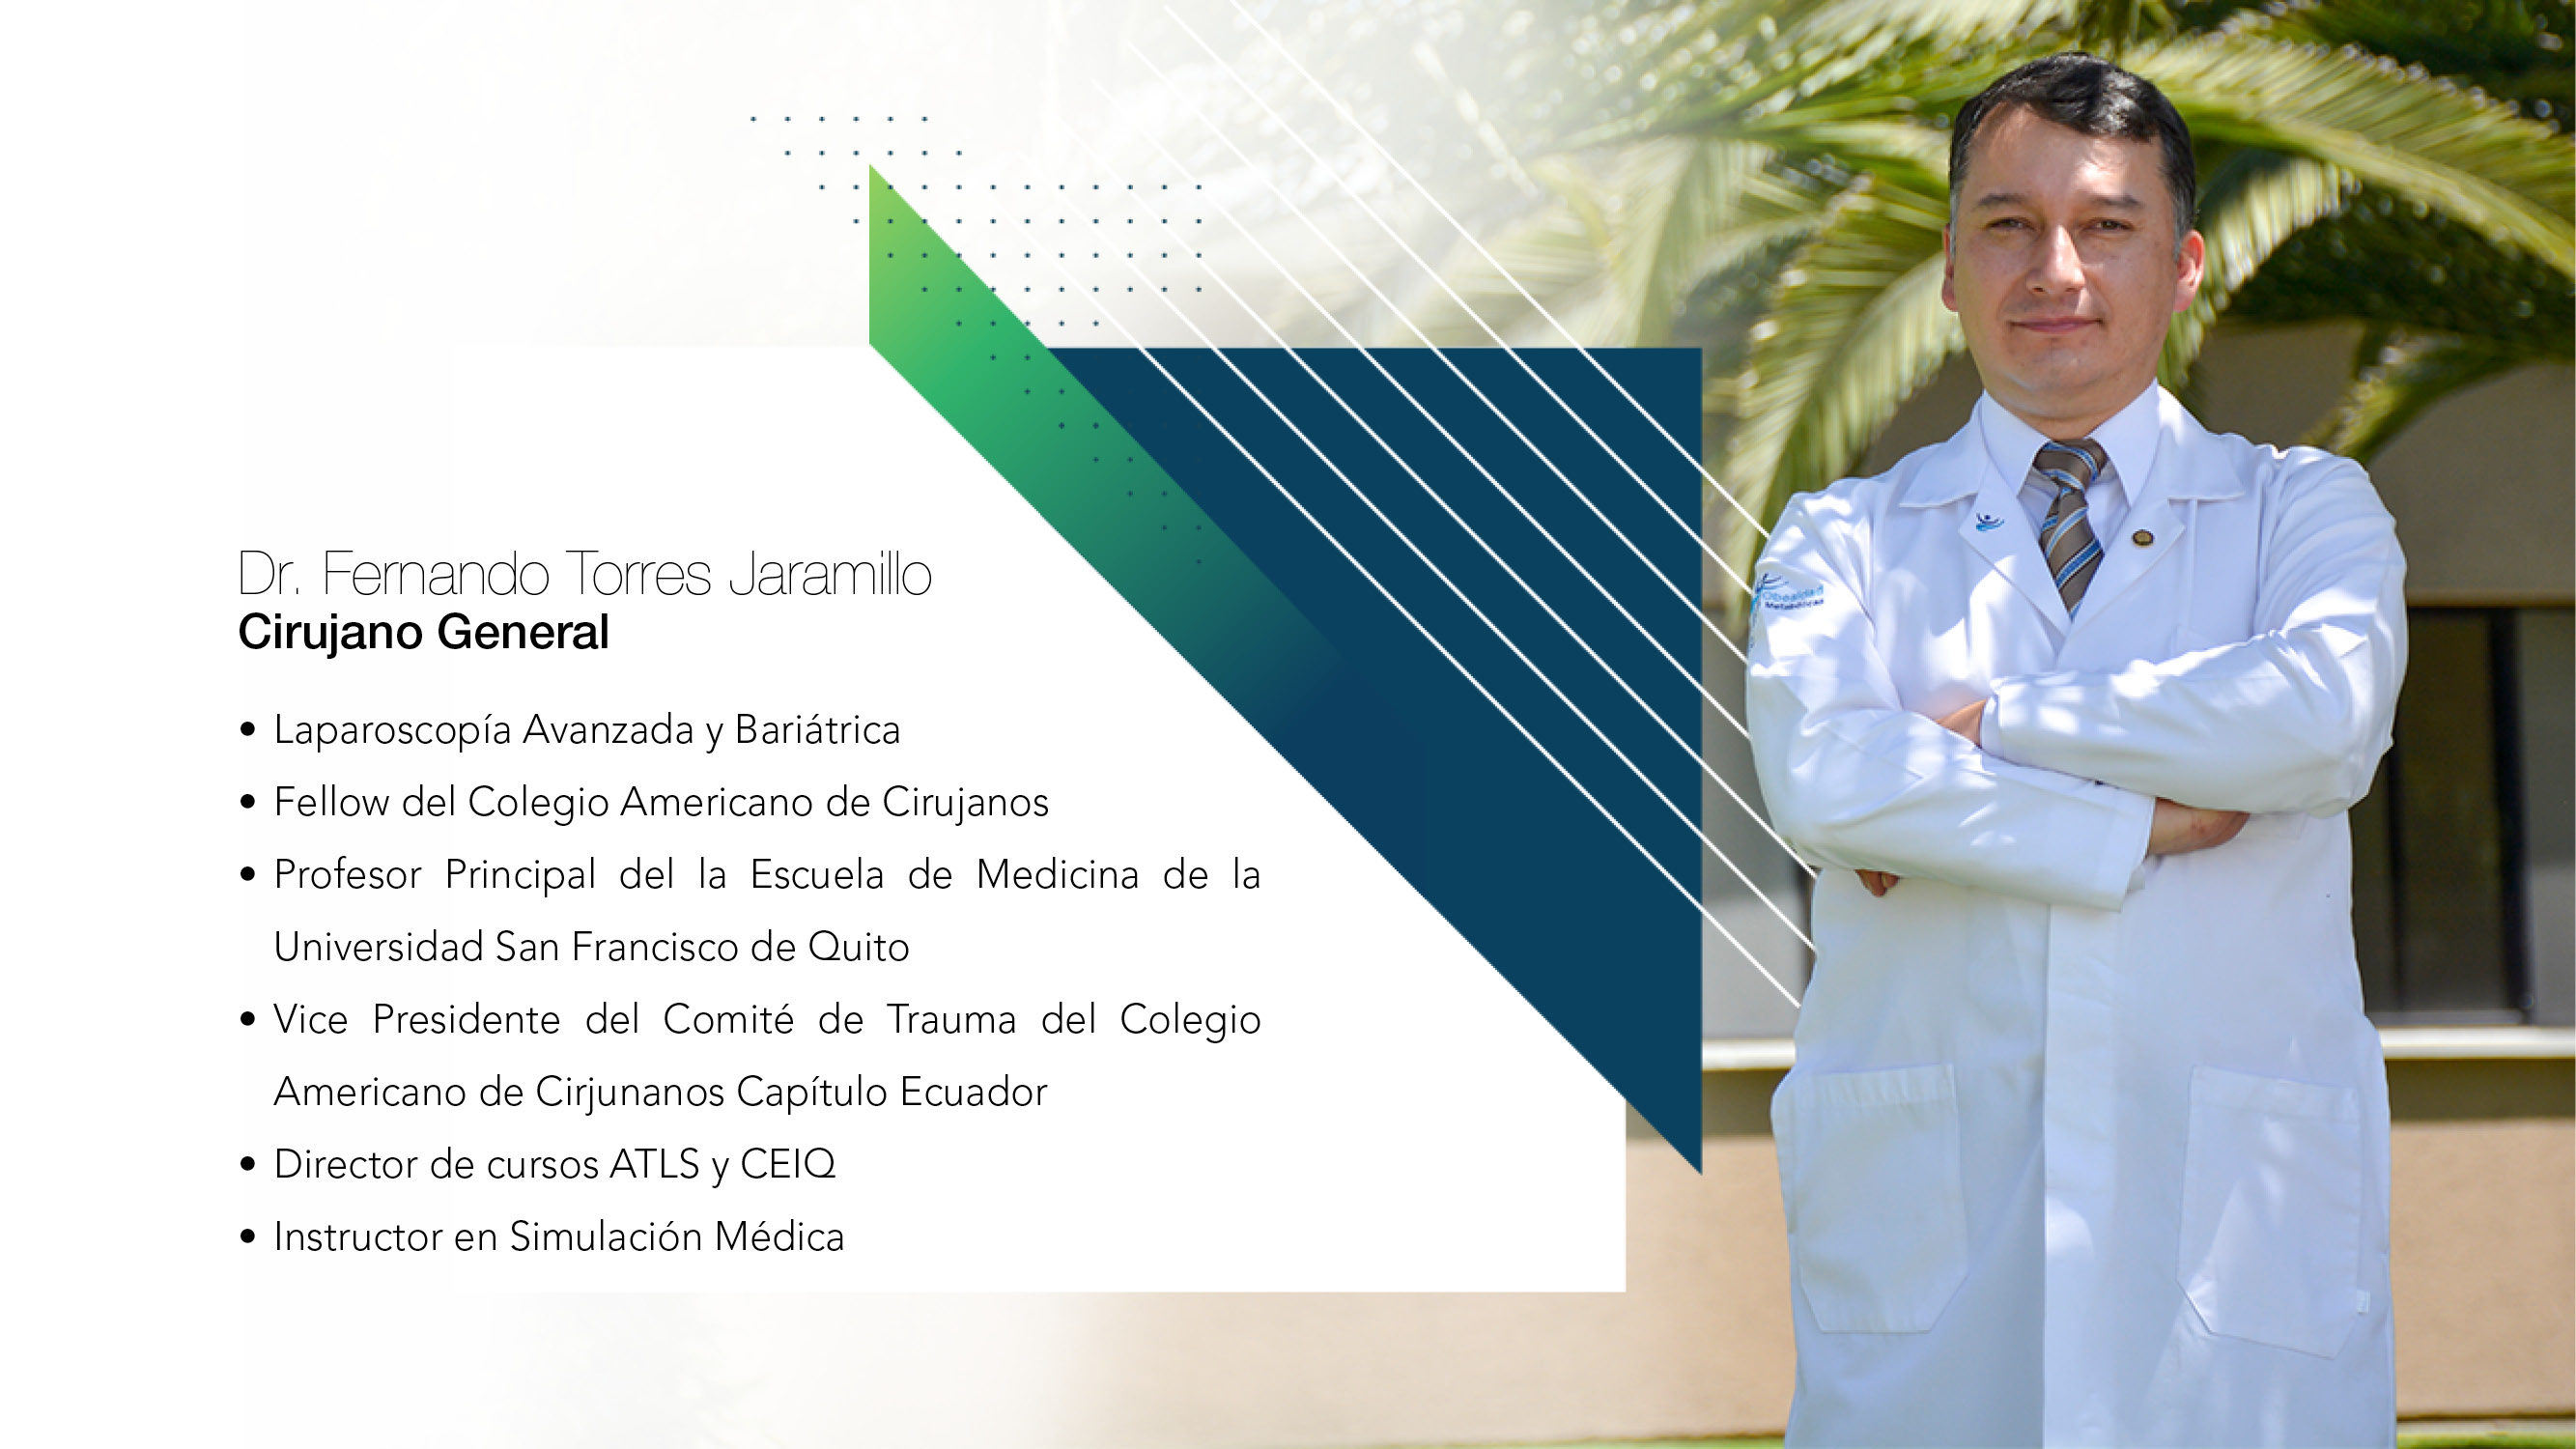 Dr. Fernando Torres Jaramillo
Cirujano General
• Laparoscopía Avanzada y Bariátrica
• Fellow del Colegio Americano de Cirujanos
• Profesor Principal del la Escuela de Medicina de la
Universidad San Francisco de Quito
• Vice Presidente del Comité de Trauma del Colegio
Americano de Cirjunanos Capítulo Ecuador
• Director de cursos ATLS y CEIQ
• Instructor en Simulación Médica
Obesidad
Metabólicas